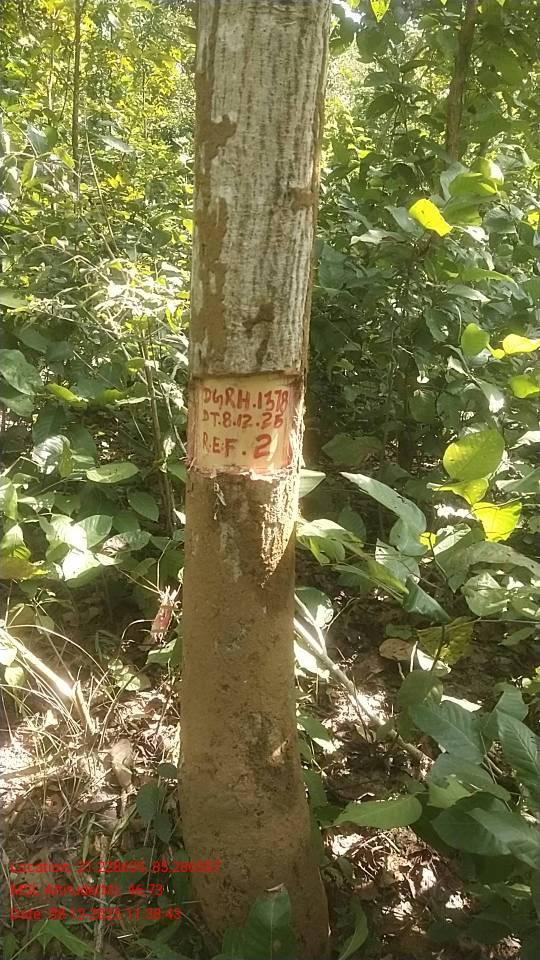 DGRH.1378
DT.8.12.25
R.E.F. 2
Location: 21.228605, 85.286557
MSL Altitude(M): 46.73
Date: 08-12-2025 11:38:43